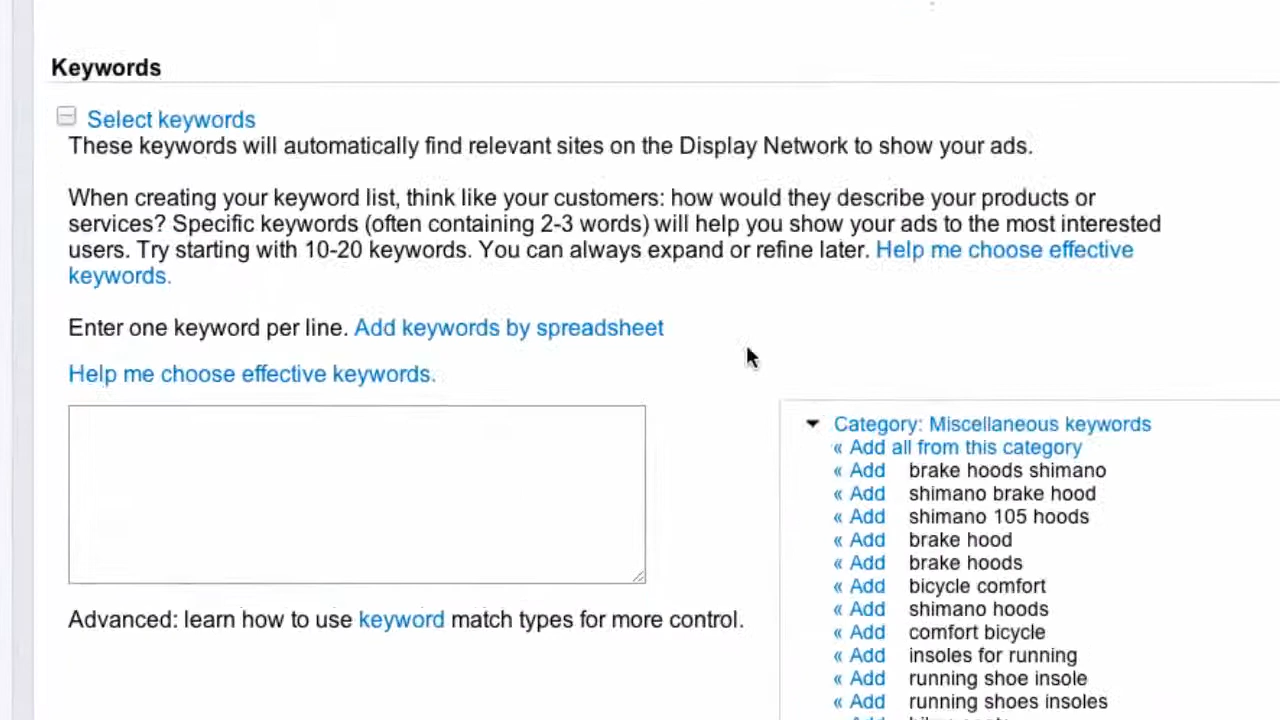 Keywords
Select keywords
These keywords will automatically find relevant sites on the Display Network to show your ads.
When creating your keyword list, think like your customers: how would they describe your products or
services? Specific keywords (often containing 2-3 words) will help you show your ads to the most interested
users. Try starting with 10-20 keywords. You can always expand or refine later. Help me choose effective
keywords.
Enter one keyword per line. Add keywords by spreadsheet
Help me choose effective keywords.
Advanced: learn how to use keyword match types for more control.
Category: Miscellaneous keywords
« Add all from this category
« Add brake hoods shimano
« Add shimano brake hood
« Add shimano 105 hoods
« Add brake hood
« Add brake hoods
« Add bicycle comfort
« Add shimano hoods
« Add comfort bicycle
« Add insoles for running
« Add running shoe insole
« Add running shoes insoles